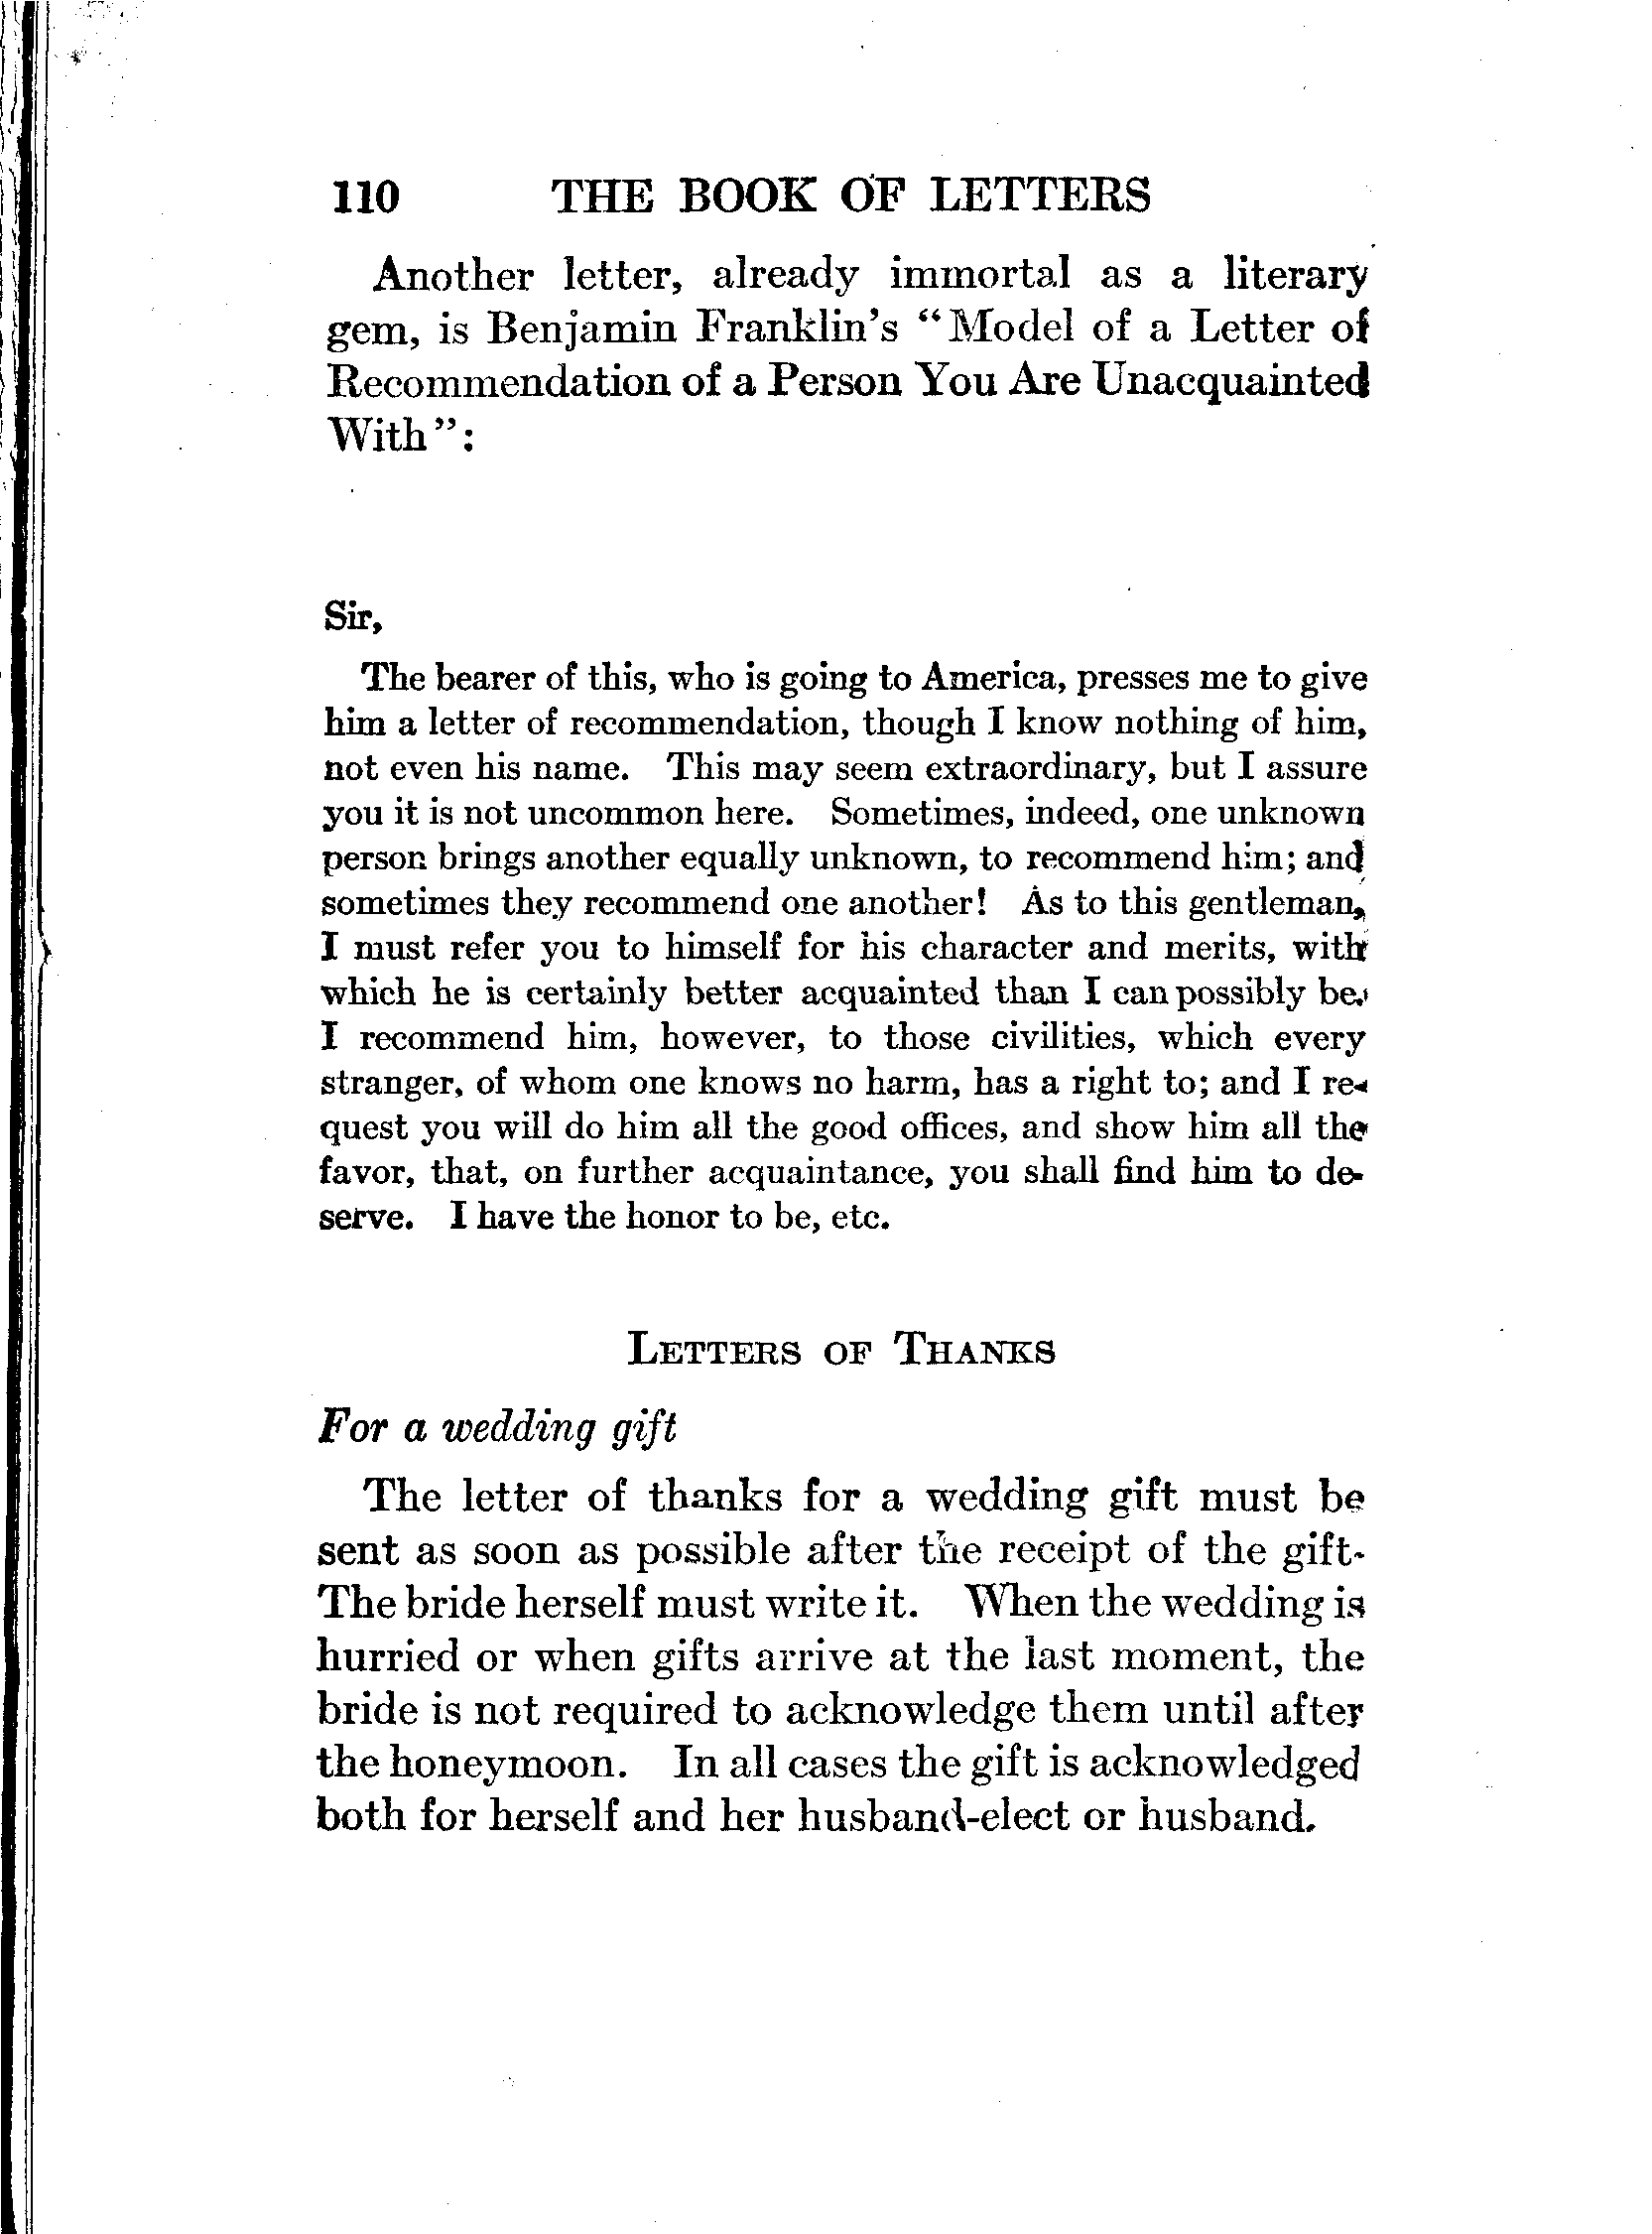 110 THE BOOK OF LETTERS
Another letter, already immortal as a literary
gem, is Benjamin Franklin's “Model of a Letter of
Recommendation of a Person You Are Unacquainted
With”:
Sir,
The bearer of this, who is going to America, presses me to give
him a letter of recommendation, though I know nothing of him,
not even his name. This may seem extraordinary, but I assure
you it is not uncommon here. Sometimes, indeed, one unknown
person brings another equally unknown, to recommend him; and
sometimes they recommend one another! As to this gentleman,
I must refer you to himself for his character and merits, with
which he is certainly better acquainted than I can possibly be.
I recommend him, however, to those civilities, which every
stranger, of whom one knows no harm, has a right to; and I re-
quest you will do him all the good offices, and show him all the
favor, that, on further acquaintance, you shall find him to de-
serve. I have the honor to be, etc.
LETTERS OF THANKS
For a wedding gift
The letter of thanks for a wedding gift must be
sent as soon as possible after the receipt of the gift.
The bride herself must write it. When the wedding is
hurried or when gifts arrive at the last moment, the
bride is not required to acknowledge them until after
the honeymoon. In all cases the gift is acknowledged
both for herself and her husband-elect or husband.